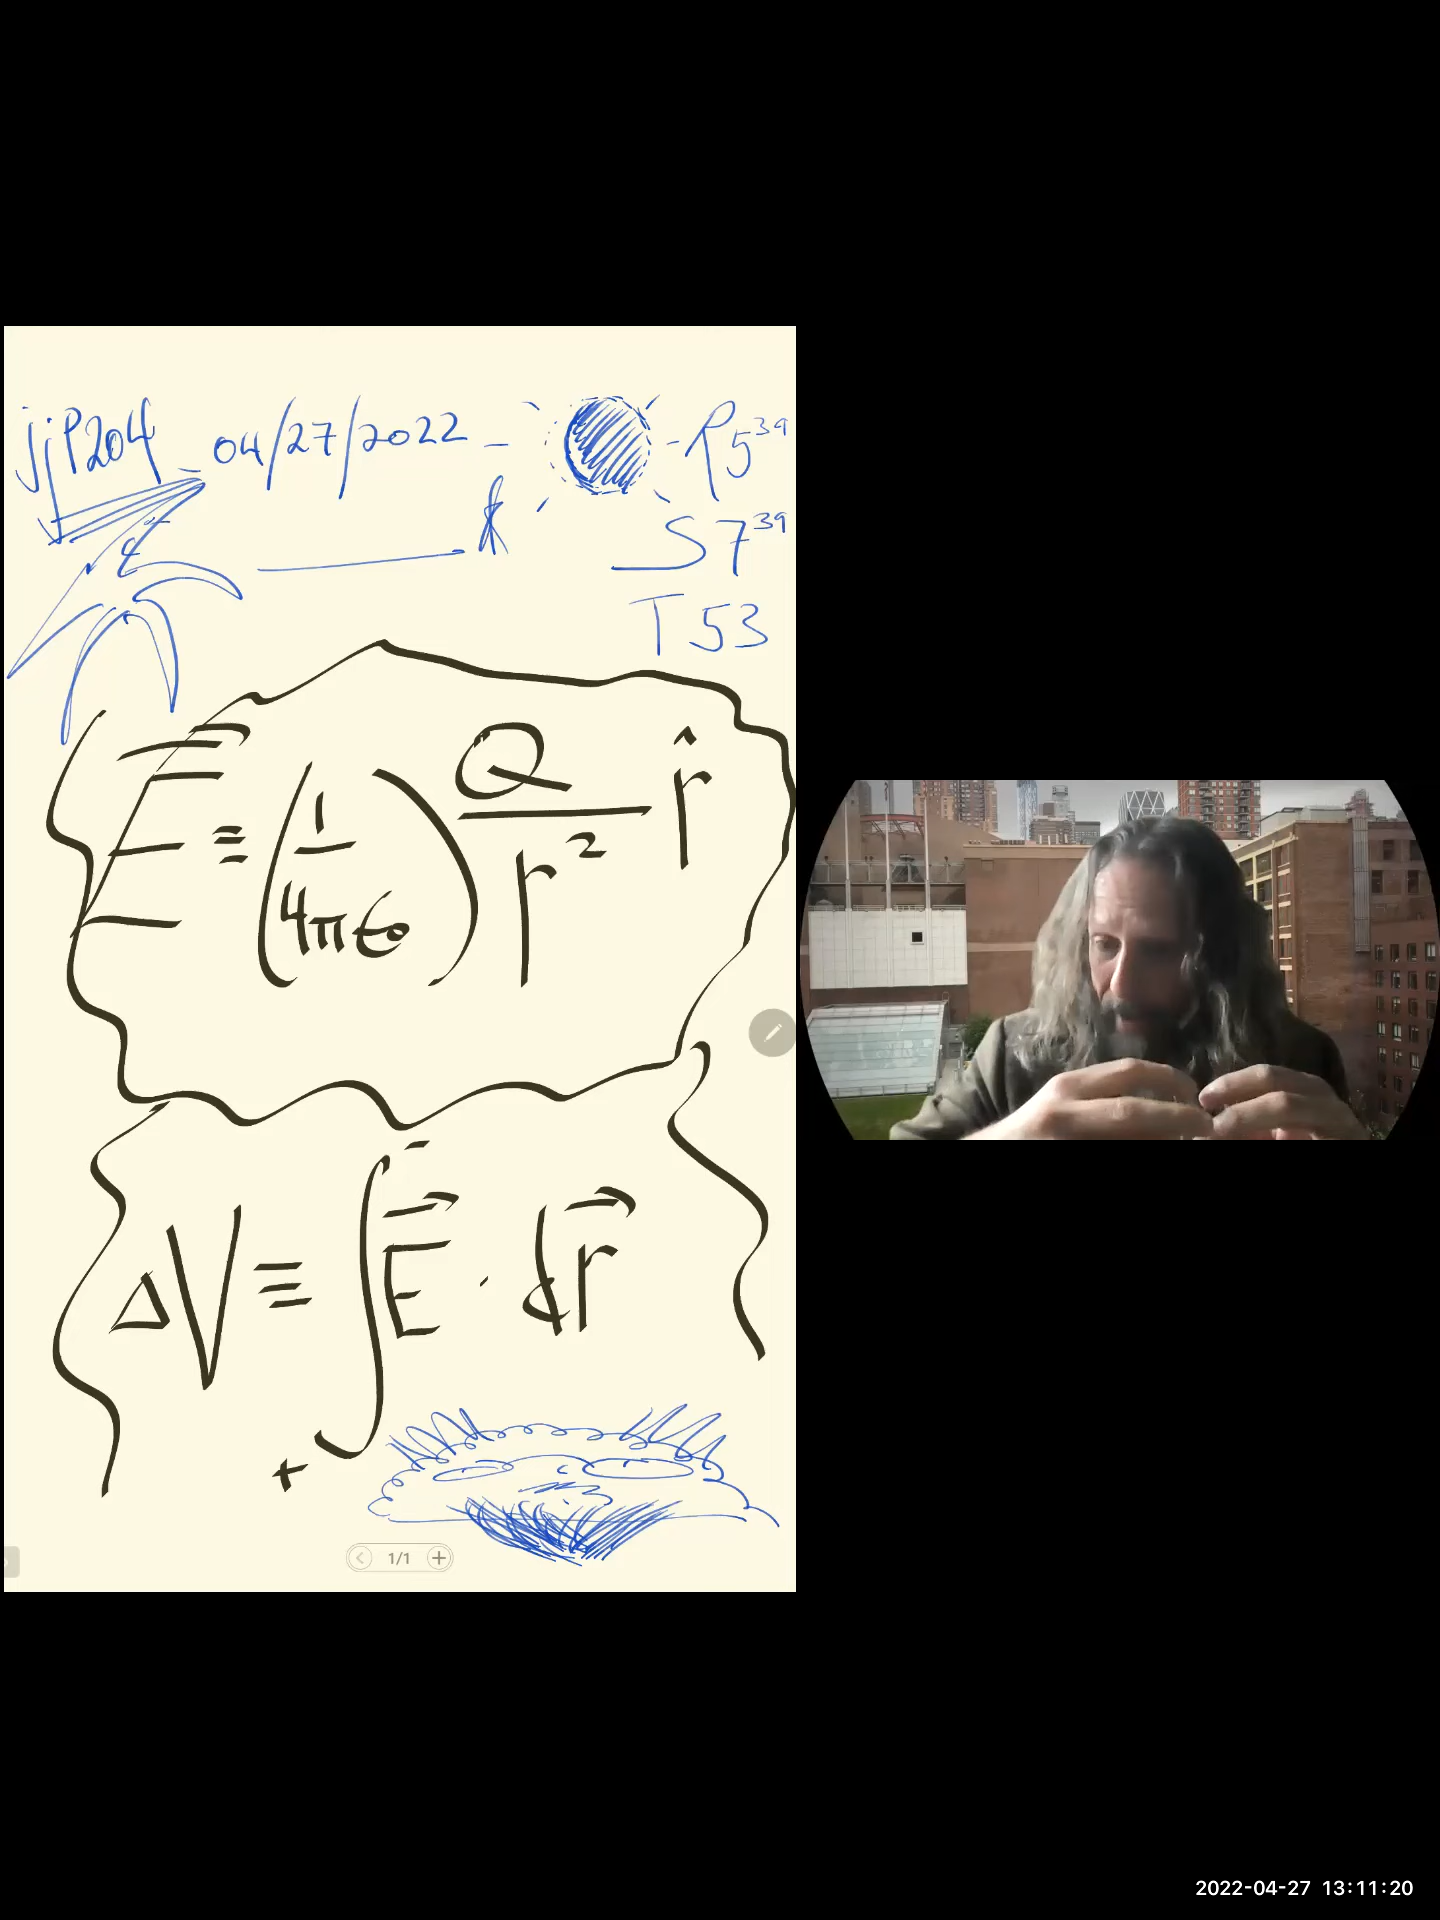 jjP204 - 04/27/2022 - R5³⁹
S7³⁹
T53
E⃗ = (1/4πϵ₀) Q/r² r̂
ΔV ≡ ∫₊⁻ E⃗ · dr⃗
1/1
2022-04-27 13:11:20